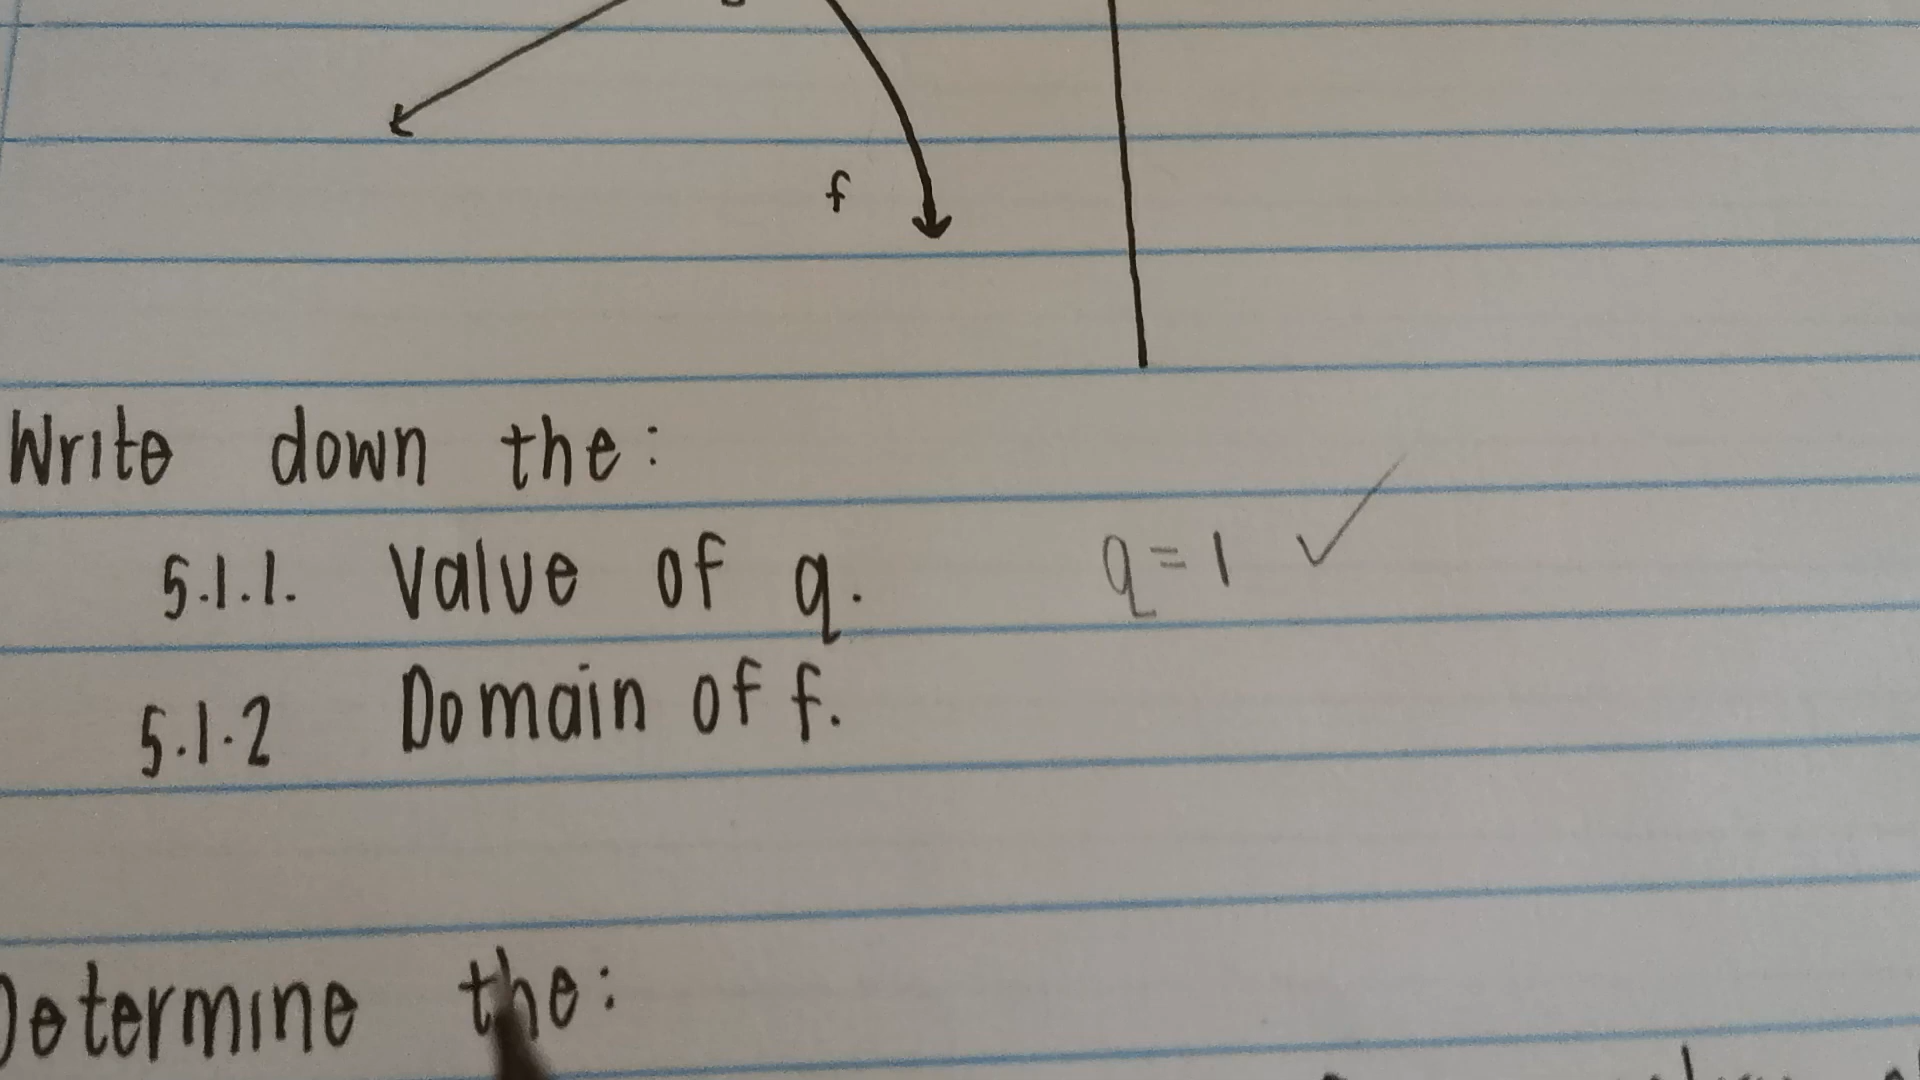 f
Write down the:
5.1.1. Value of q. q = 1 ✓
5.1.2 Domain of f.
Determine the: